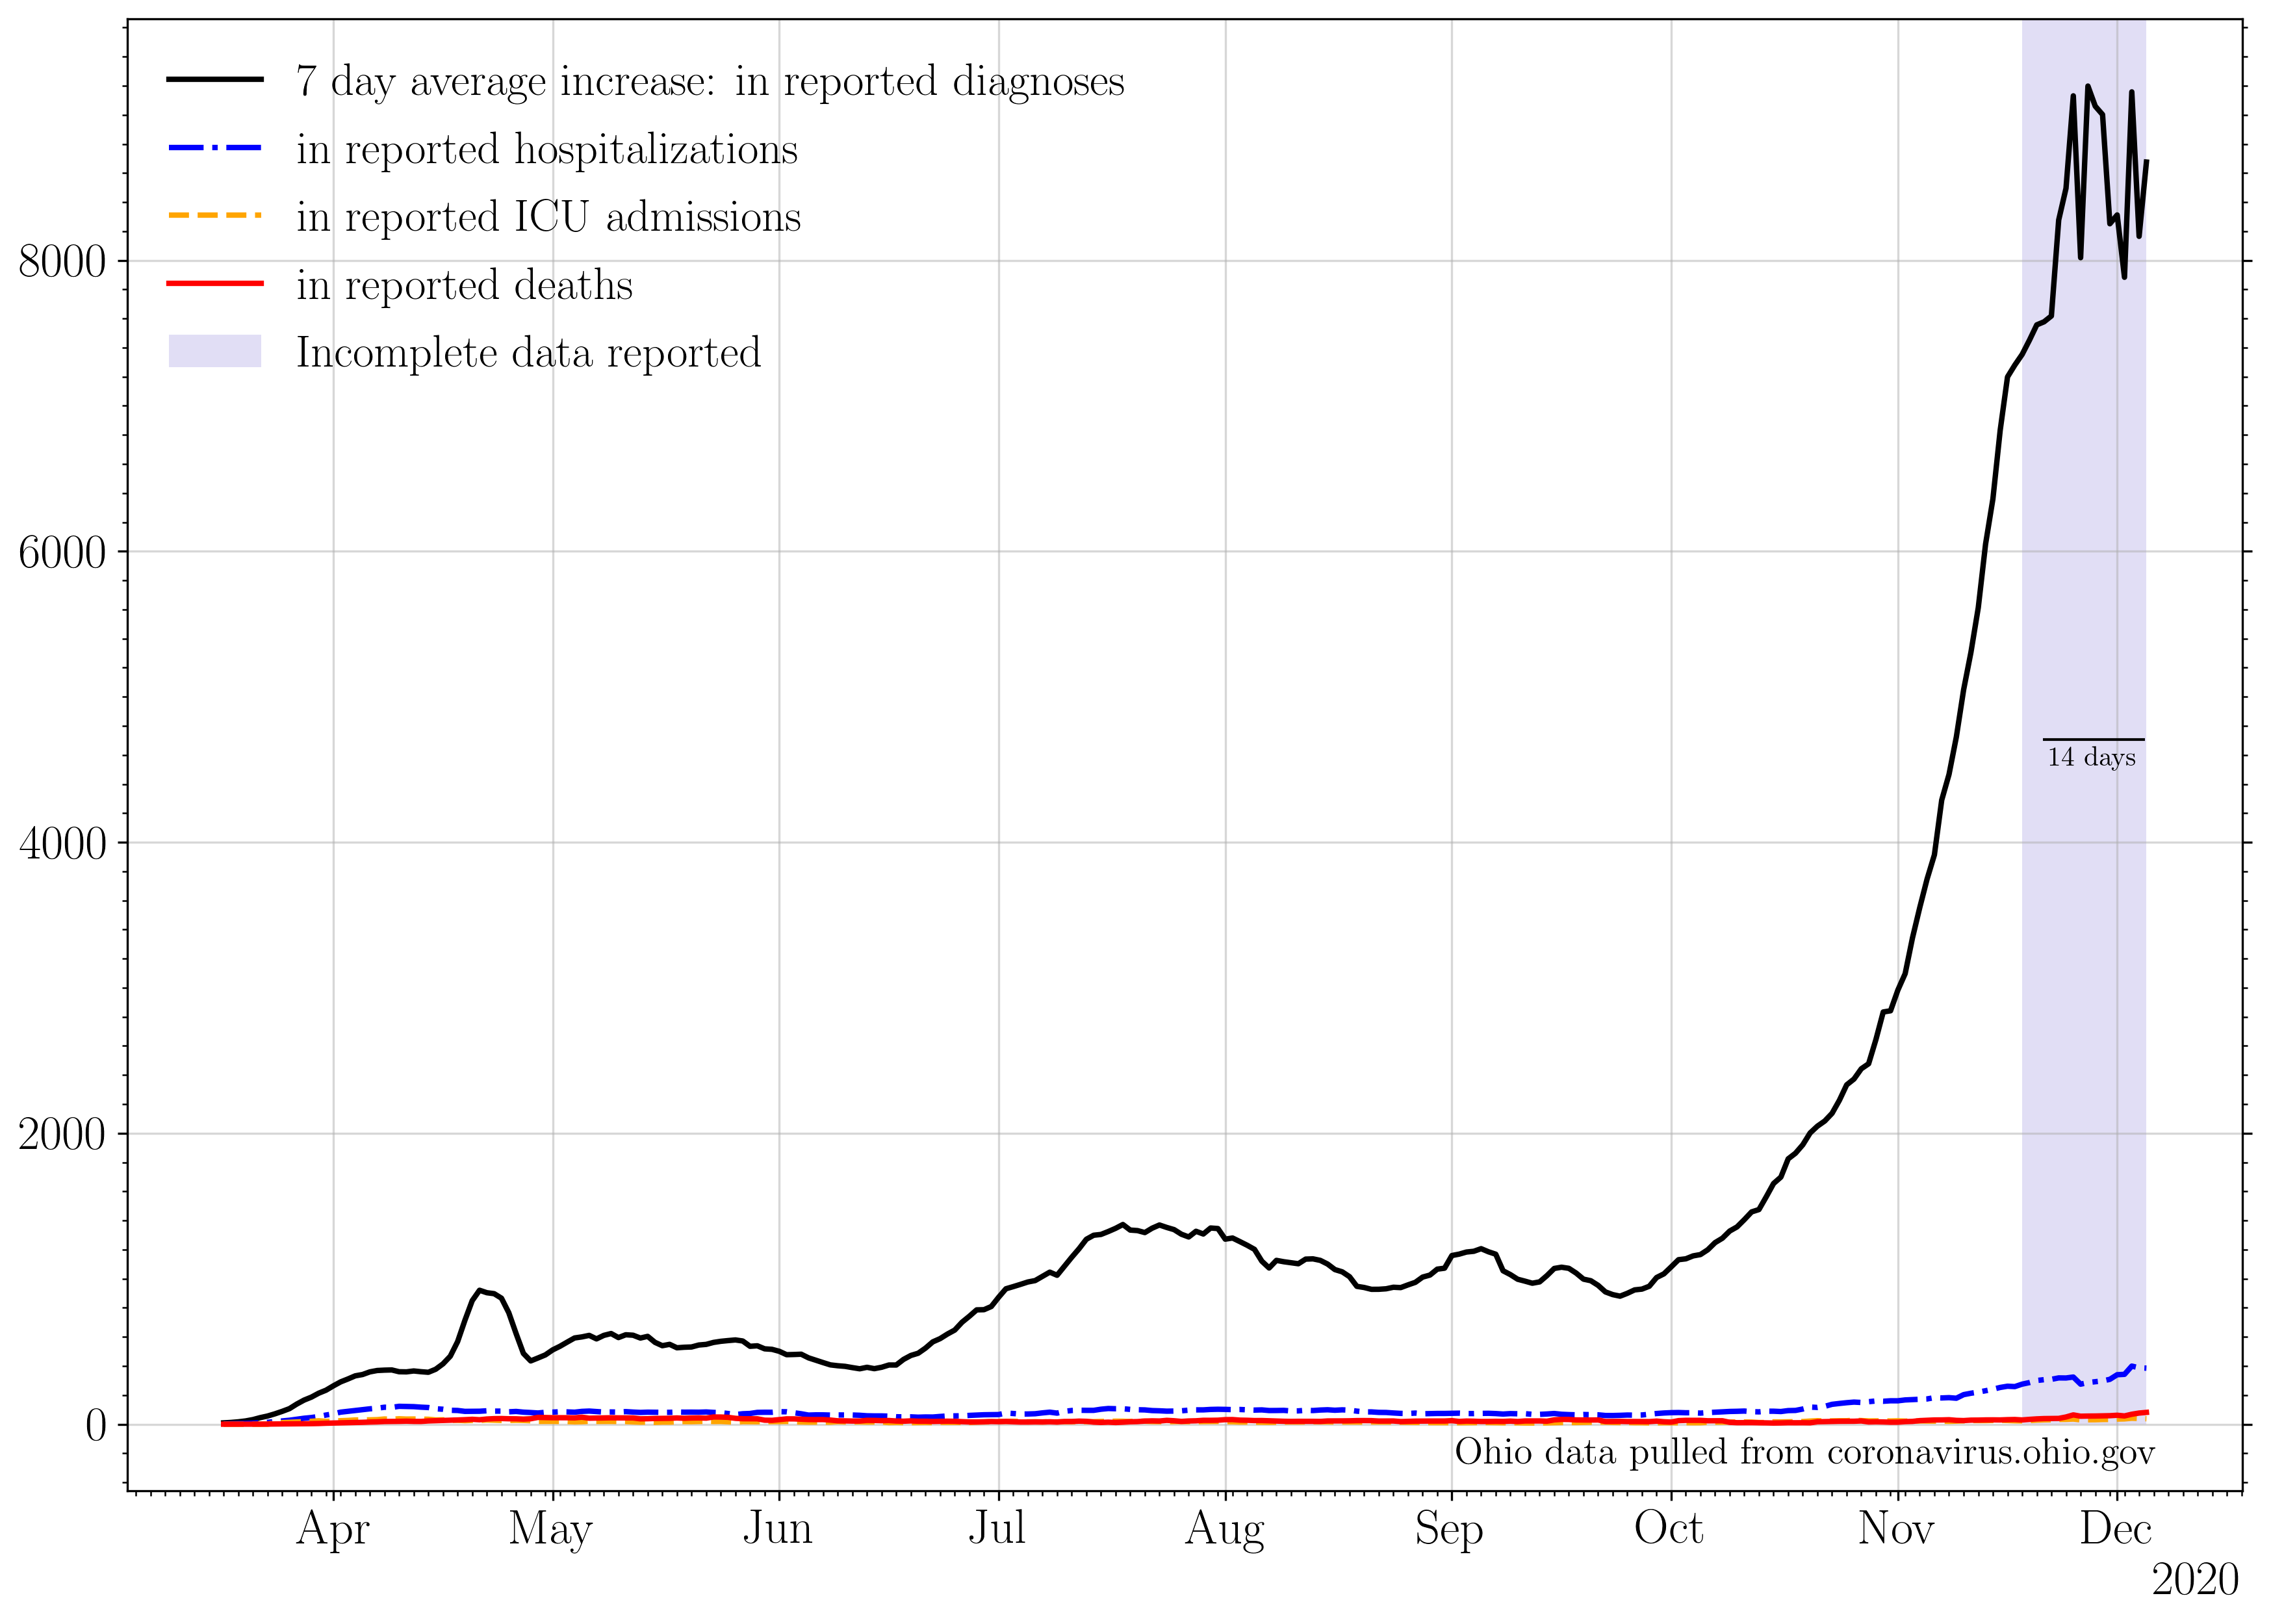 7 day average increase: in reported diagnoses
in reported hospitalizations
in reported ICU admissions
in reported deaths
Incomplete data reported
8000
6000
4000
2000
0
14 days
Ohio data pulled from coronavirus.ohio.gov
Apr May Jun Jul Aug Sep Oct Nov Dec
2020